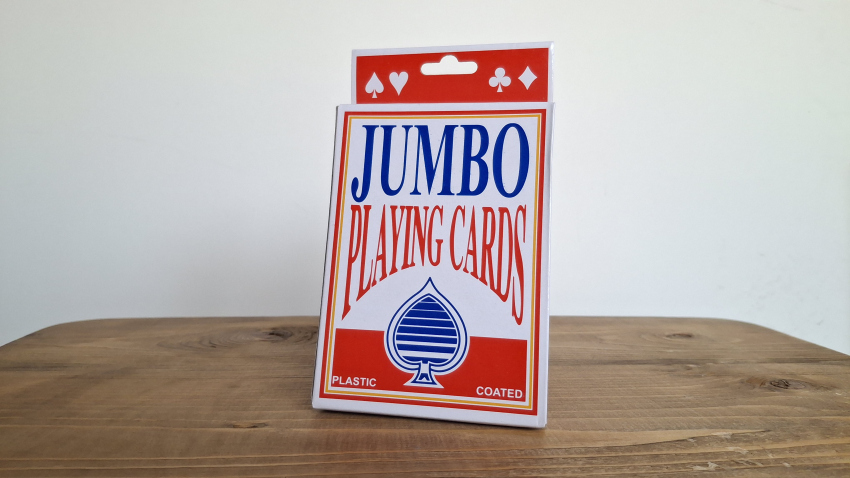 JUMBO
PLAYING CARDS
PLASTIC
COATED